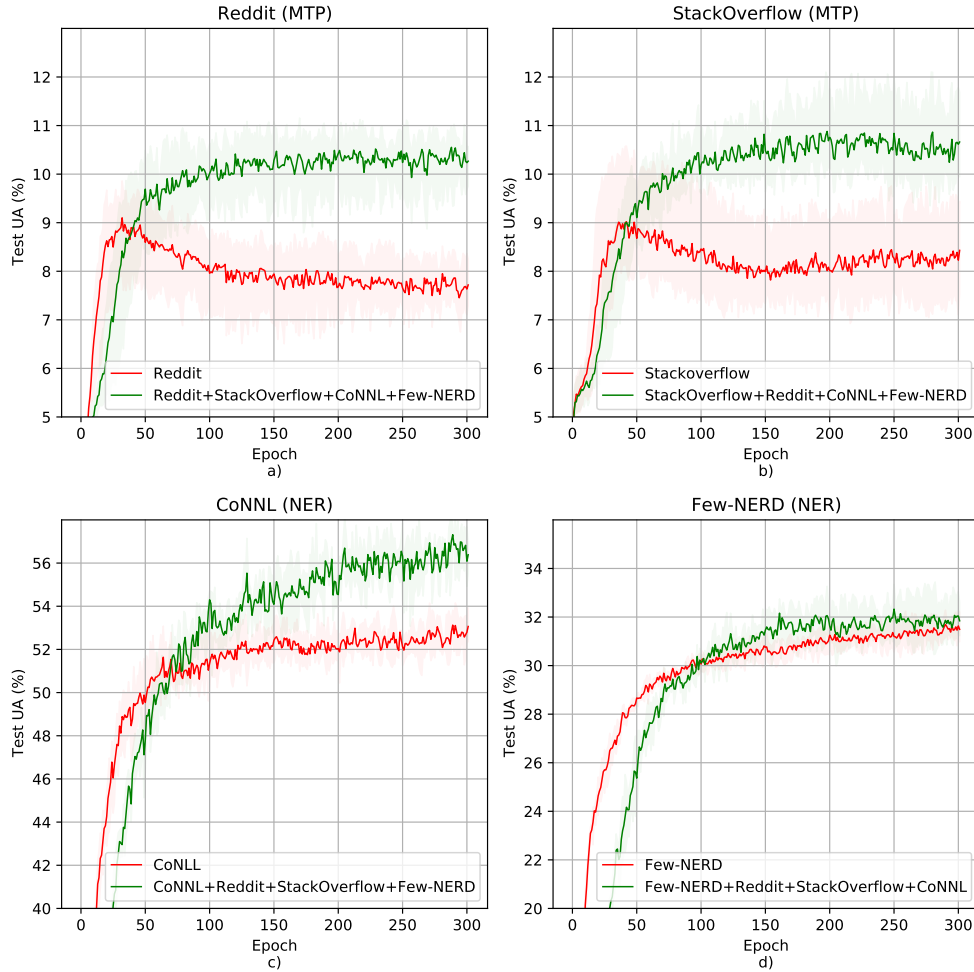 Reddit (MTP)
12
11
10
9
8
7
6
5
Test UA (%)
Reddit
Reddit+StackOverflow+CoNNL+Few-NERD
0 50 100 150 200 250 300
Epoch
a)
StackOverflow (MTP)
12
11
10
9
8
7
6
5
Test UA (%)
Stackoverflow
StackOverflow+Reddit+CoNNL+Few-NERD
0 50 100 150 200 250 300
Epoch
b)
CoNNL (NER)
56
54
52
50
48
46
44
42
40
Test UA (%)
CoNLL
CoNNL+Reddit+StackOverflow+Few-NERD
0 50 100 150 200 250 300
Epoch
c)
Few-NERD (NER)
34
32
30
28
26
24
22
20
Test UA (%)
Few-NERD
Few-NERD+Reddit+StackOverflow+CoNNL
0 50 100 150 200 250 300
Epoch
d)